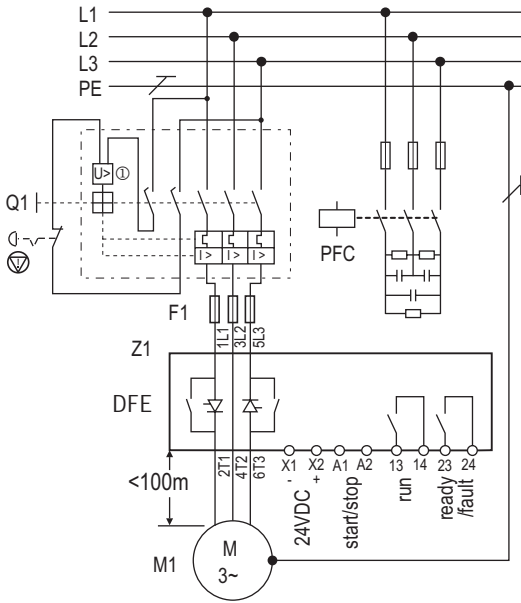 L1
L2
L3
PE
U> ①
Q1
I> I> I>
PFC
F1
1L1
3L2
5L3
Z1
DFE
2T1
4T2
6T3
X1 X2 A1 A2 13 14 23 24
- +
24VDC
start/stop
run
ready
/fault
<100m
M1
M
3~